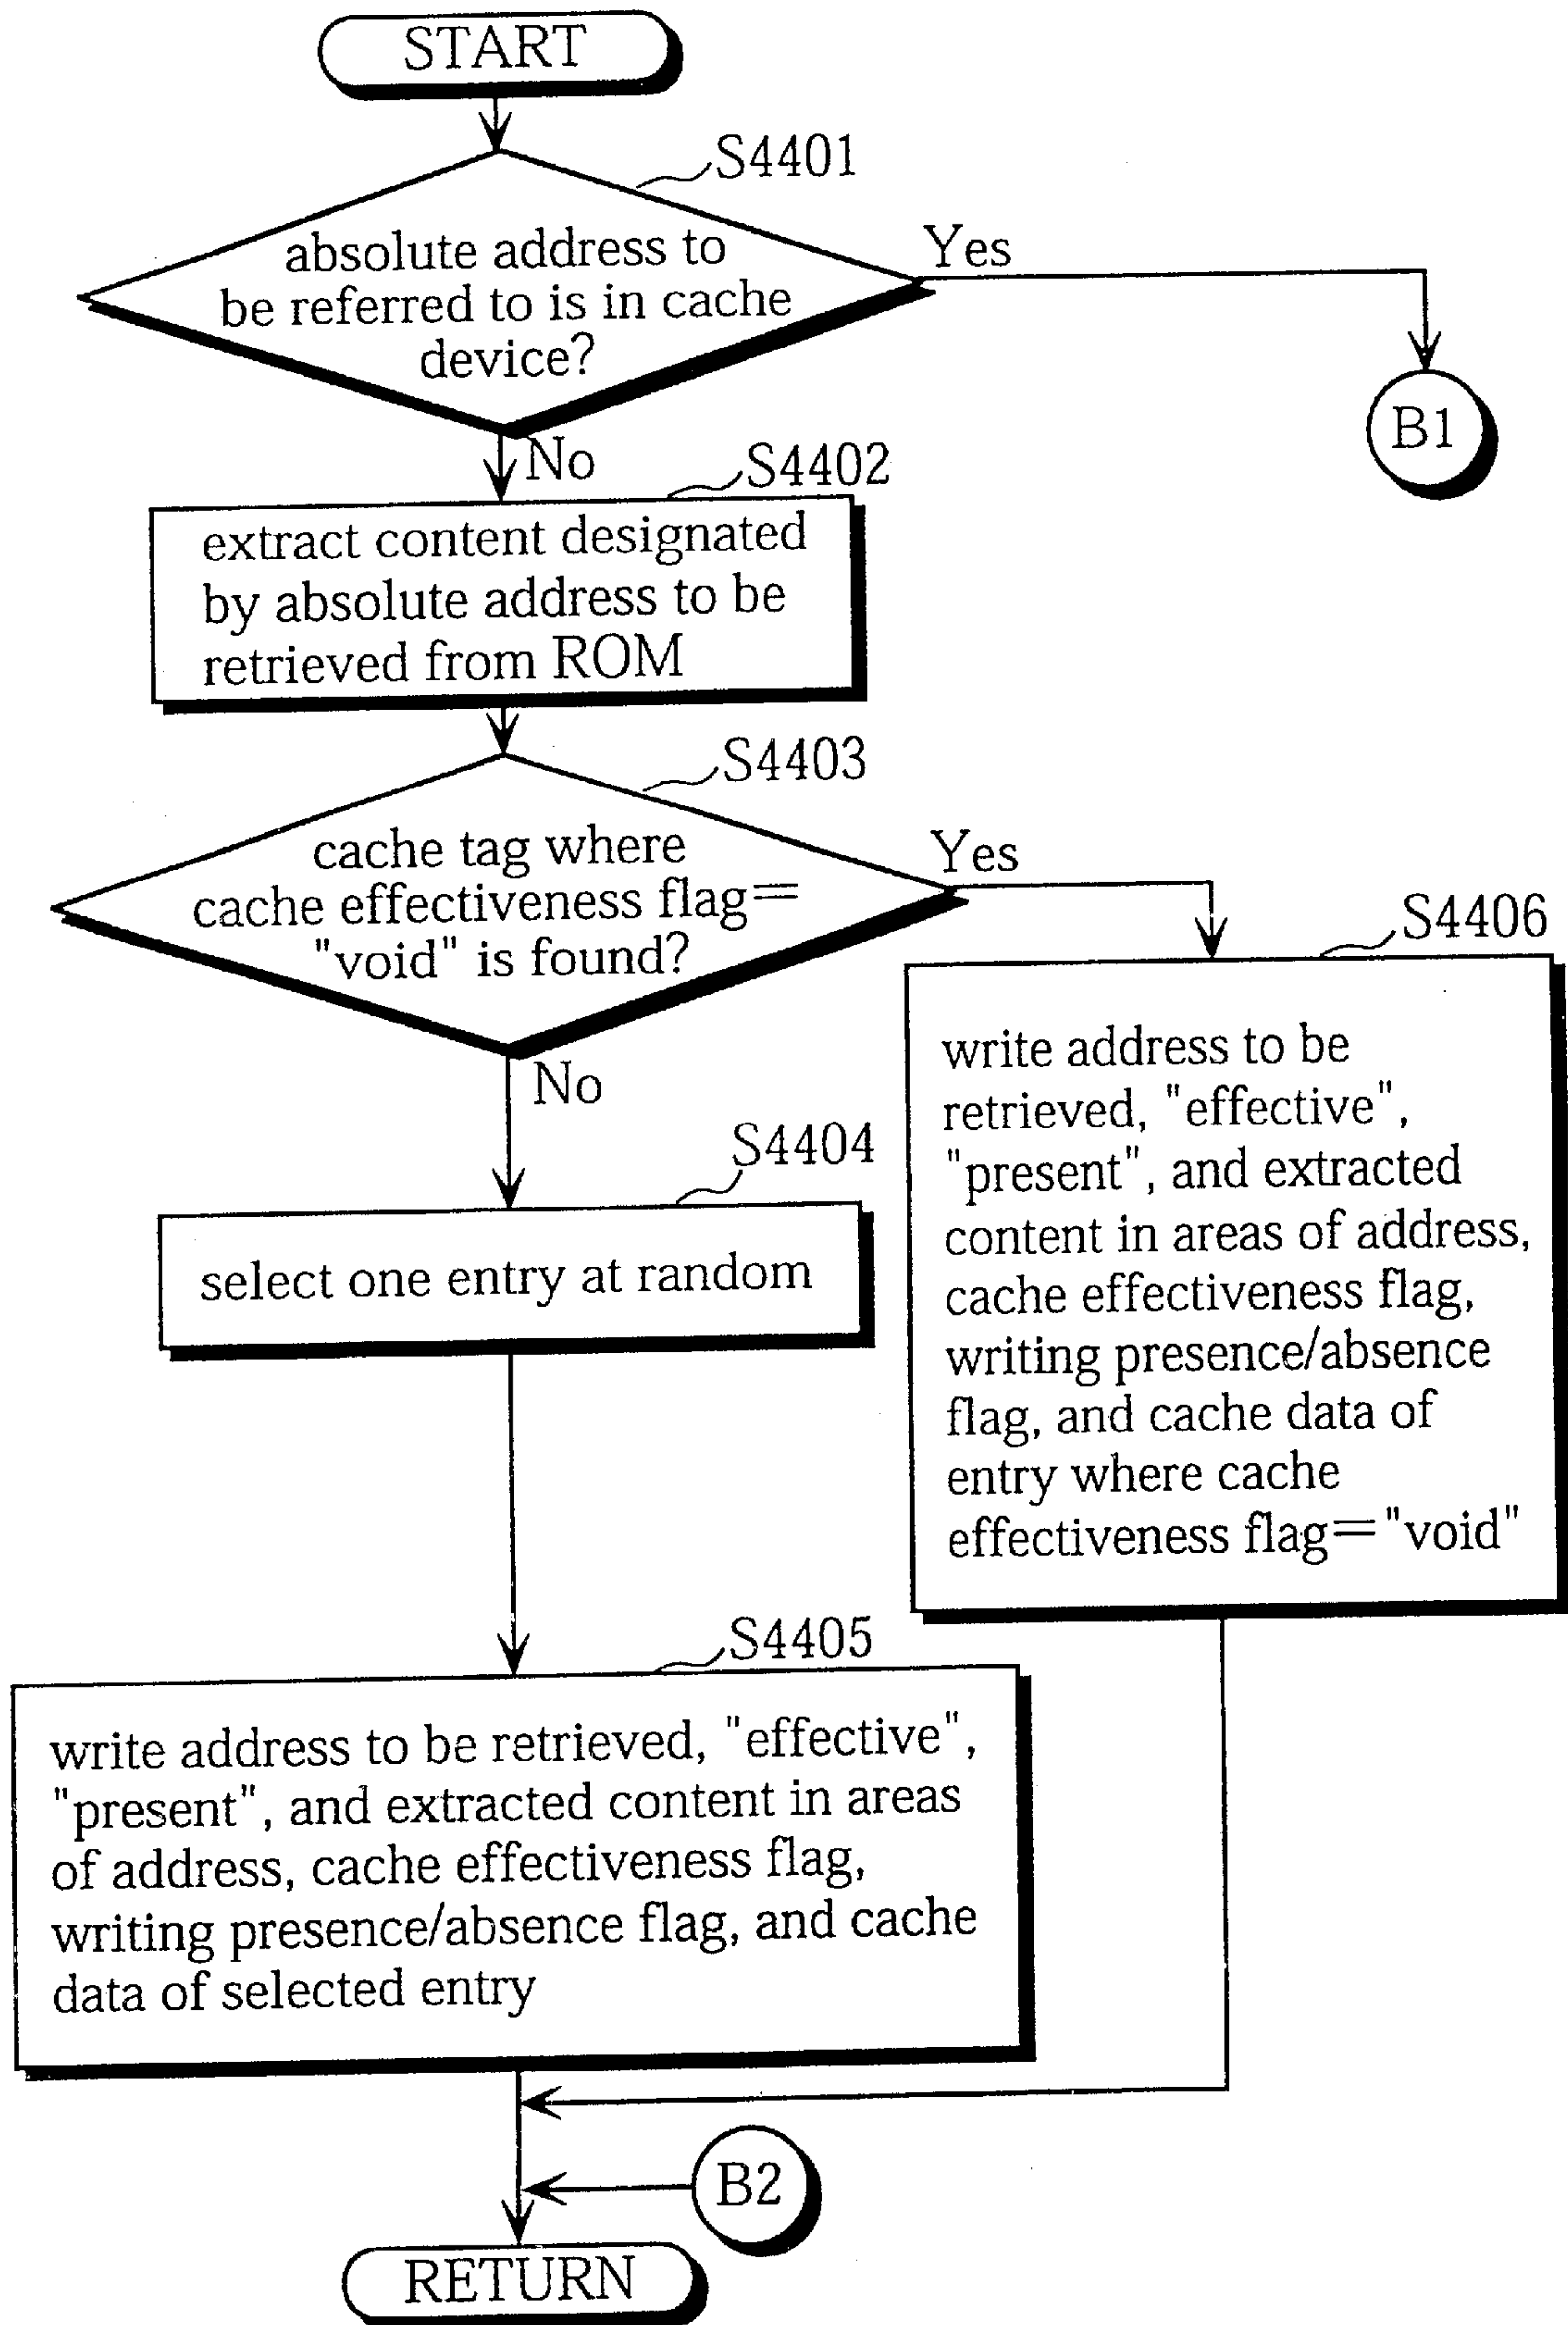 START
S4401
absolute address to
be referred to is in cache
device?
Yes
B1
No
S4402
extract content designated
by absolute address to be
retrieved from ROM
S4403
cache tag where
cache effectiveness flag=
"void" is found?
Yes
No
S4406
write address to be
retrieved, "effective",
"present", and extracted
content in areas of address,
cache effectiveness flag,
writing presence/absence
flag, and cache data of
entry where cache
effectiveness flag="void"
S4404
select one entry at random
S4405
write address to be retrieved, "effective",
"present", and extracted content in areas
of address, cache effectiveness flag,
writing presence/absence flag, and cache
data of selected entry
B2
RETURN